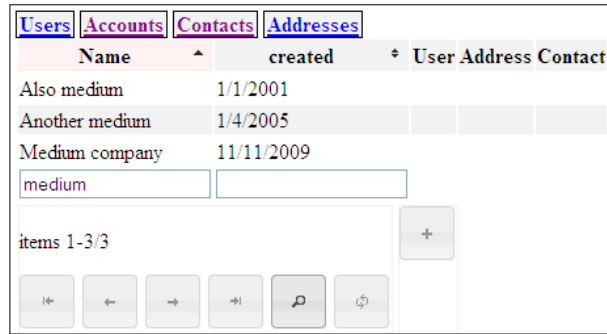 Users Accounts Contacts Addresses
Name created User Address Contact
Also medium 1/1/2001
Another medium 1/4/2005
Medium company 11/11/2009
medium
items 1-3/3